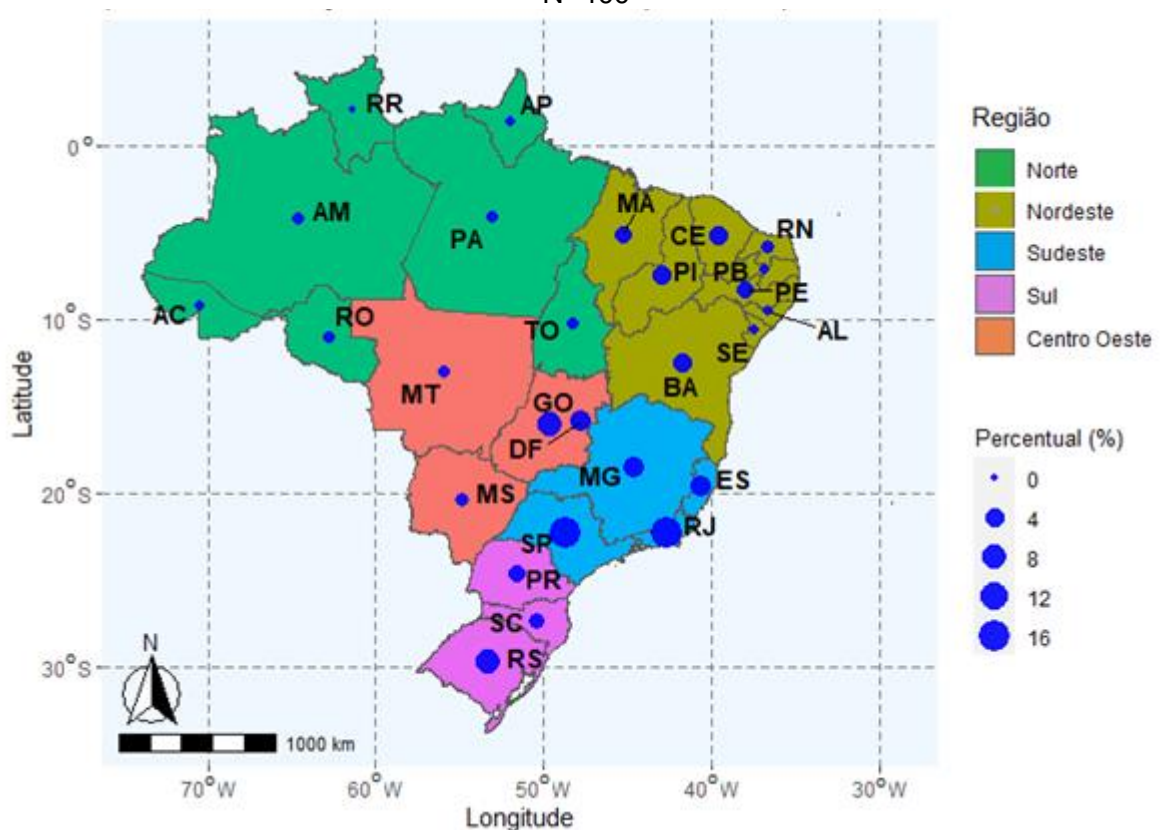 RR
AP
0°
AM
PA
MA
CE
RN
PI
PB
PE
AC
RO
TO
AL
10°S
SE
MT
BA
GO
DF
MG
ES
MS
20°S
SP
RJ
PR
SC
RS
30°S
N
1000 km
70°W
60°W
50°W
40°W
30°W
Longitude
Latitude
Região
Norte
Nordeste
Sudeste
Sul
Centro Oeste
Percentual (%)
0
4
8
12
16